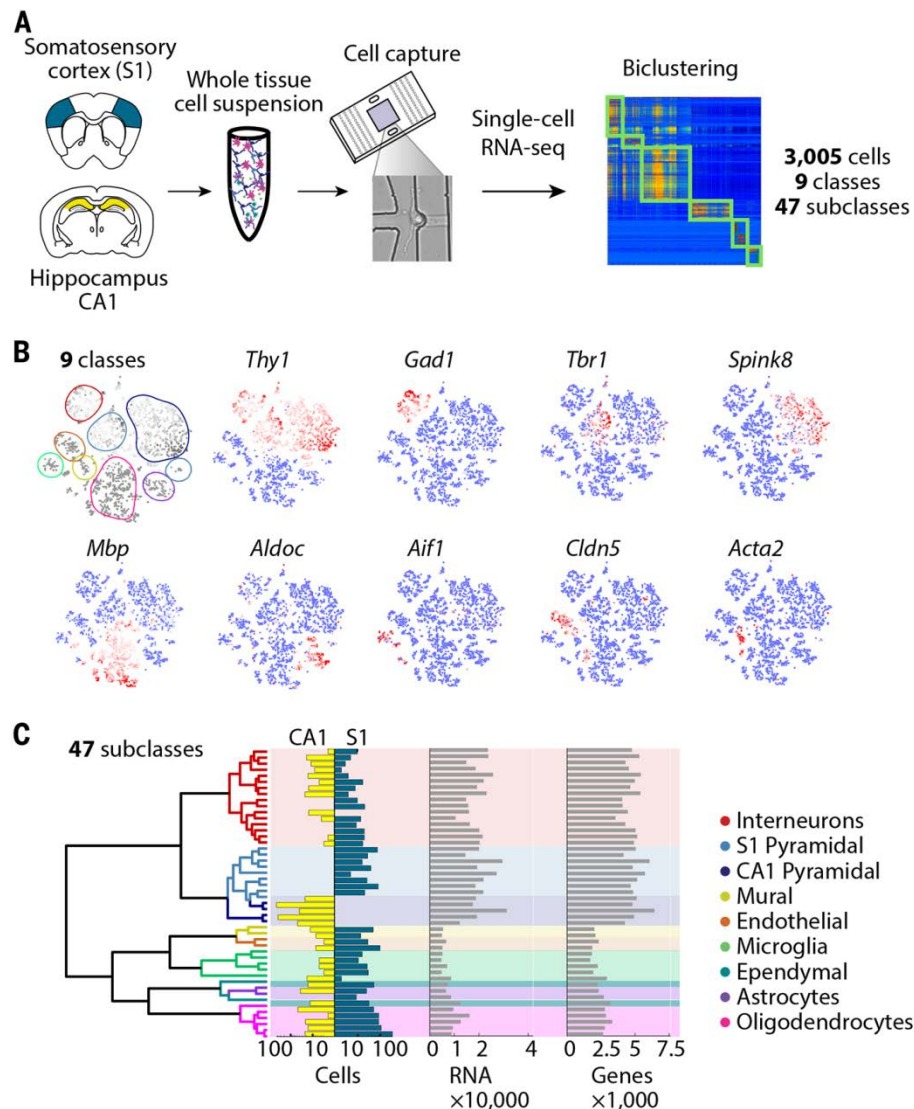 A
Somatosensory
cortex (S1)
Hippocampus
CA1
Whole tissue
cell suspension
Cell capture
Single-cell
RNA-seq
Biclustering
3,005 cells
9 classes
47 subclasses
B
9 classes
Thy1
Gad1
Tbr1
Spink8
Mbp
Aldoc
Aif1
Cldn5
Acta2
C
47 subclasses
CA1 S1
100 10 10 100
Cells
0 1 2 4
RNA
×10,000
0 2.5 5 7.5
Genes
×1,000
Interneurons
S1 Pyramidal
CA1 Pyramidal
Mural
Endothelial
Microglia
Ependymal
Astrocytes
Oligodendrocytes